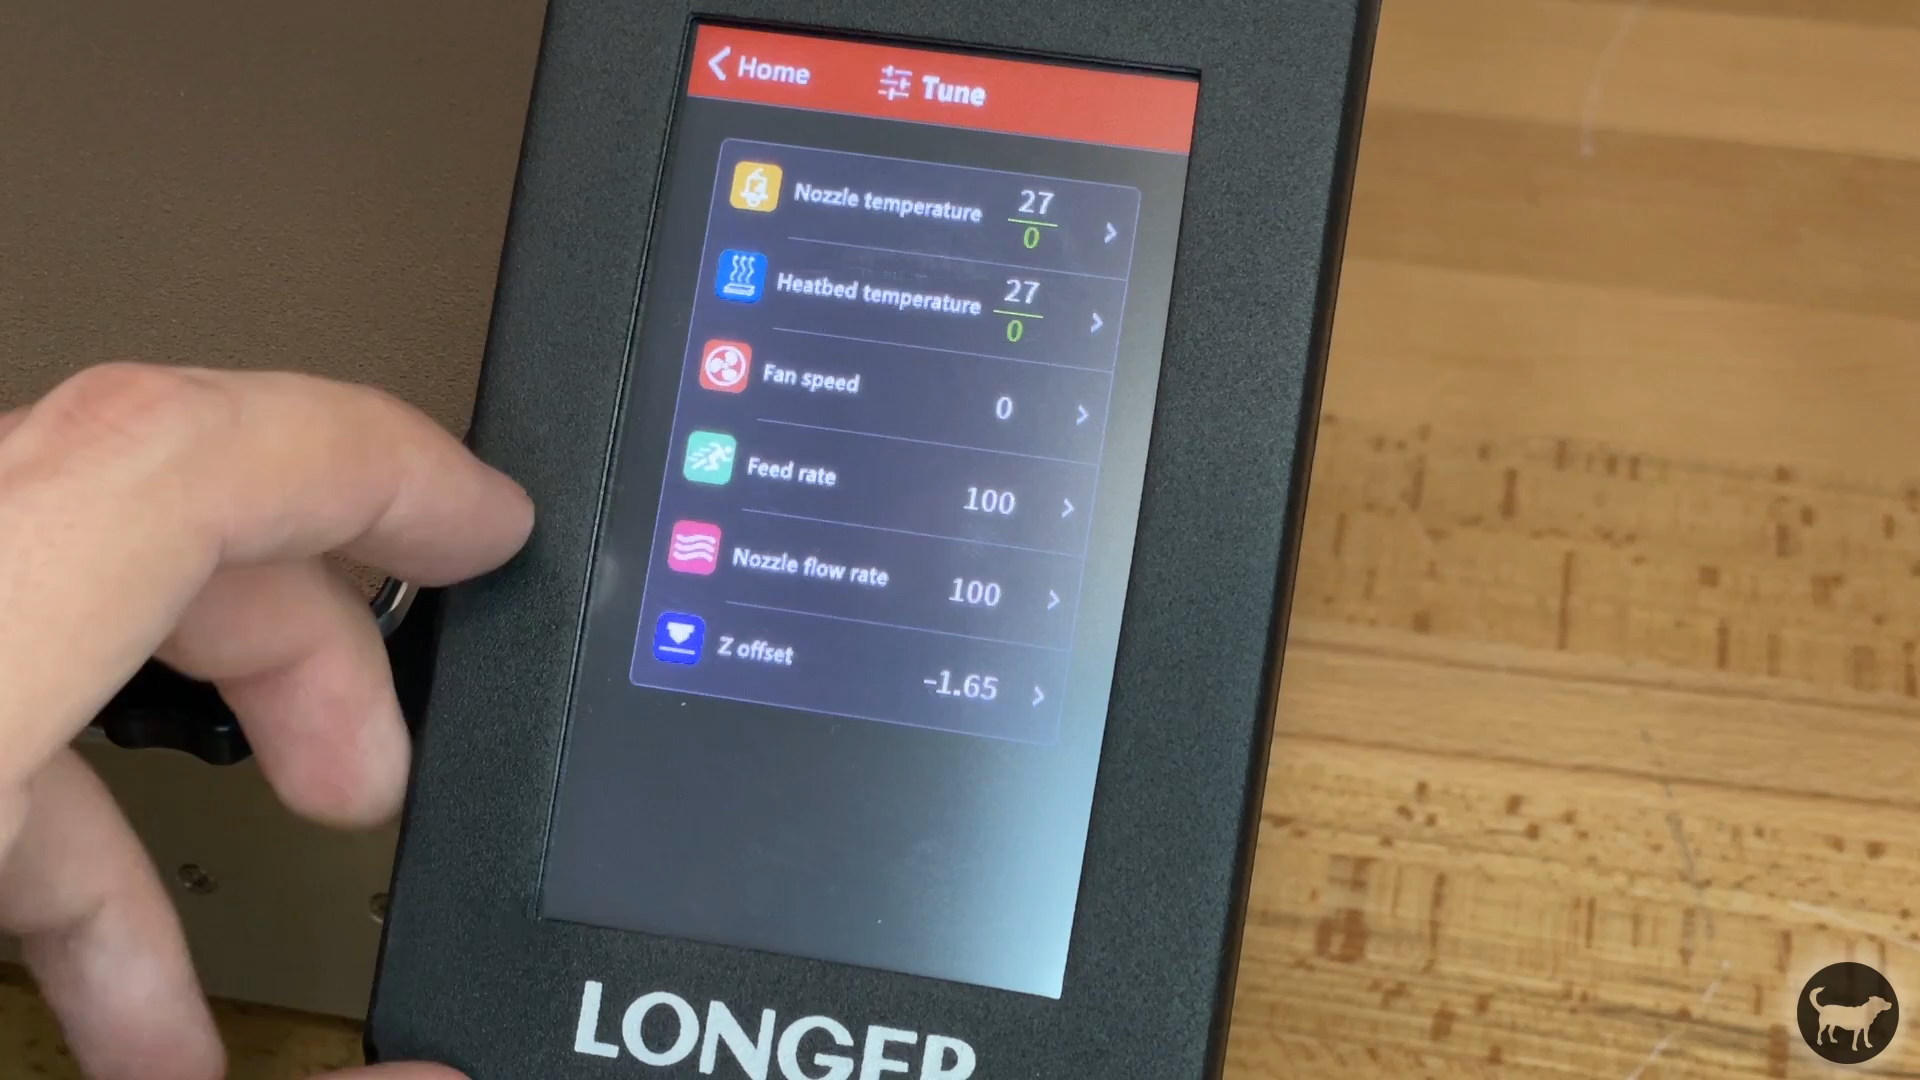 Home Tune
Nozzle temperature 27
0
Heatbed temperature 27
0
Fan speed 0
Feed rate 100
Nozzle flow rate 100
Z offset -1.65
LONGER